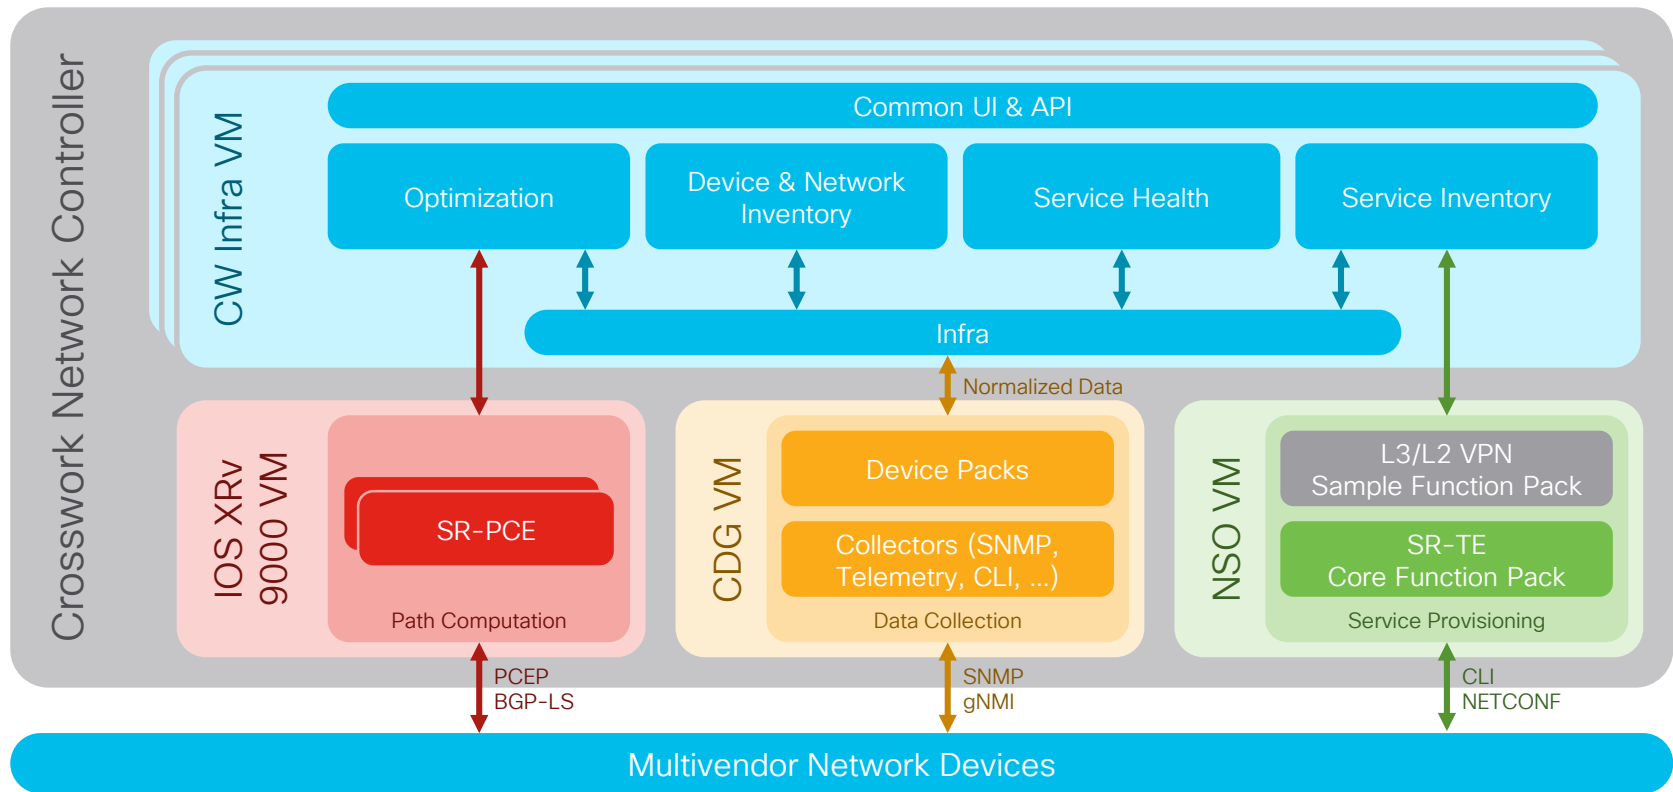 Crosswork Network Controller
CW Infra VM
Common UI & API
Optimization
Device & Network
Inventory
Service Health
Service Inventory
Infra
Normalized Data
IOS XRv
9000 VM
SR-PCE
Path Computation
CDG VM
Device Packs
Collectors (SNMP,
Telemetry, CLI, ...)
Data Collection
NSO VM
L3/L2 VPN
Sample Function Pack
SR-TE
Core Function Pack
Service Provisioning
PCEP
BGP-LS
SNMP
gNMI
CLI
NETCONF
Multivendor Network Devices